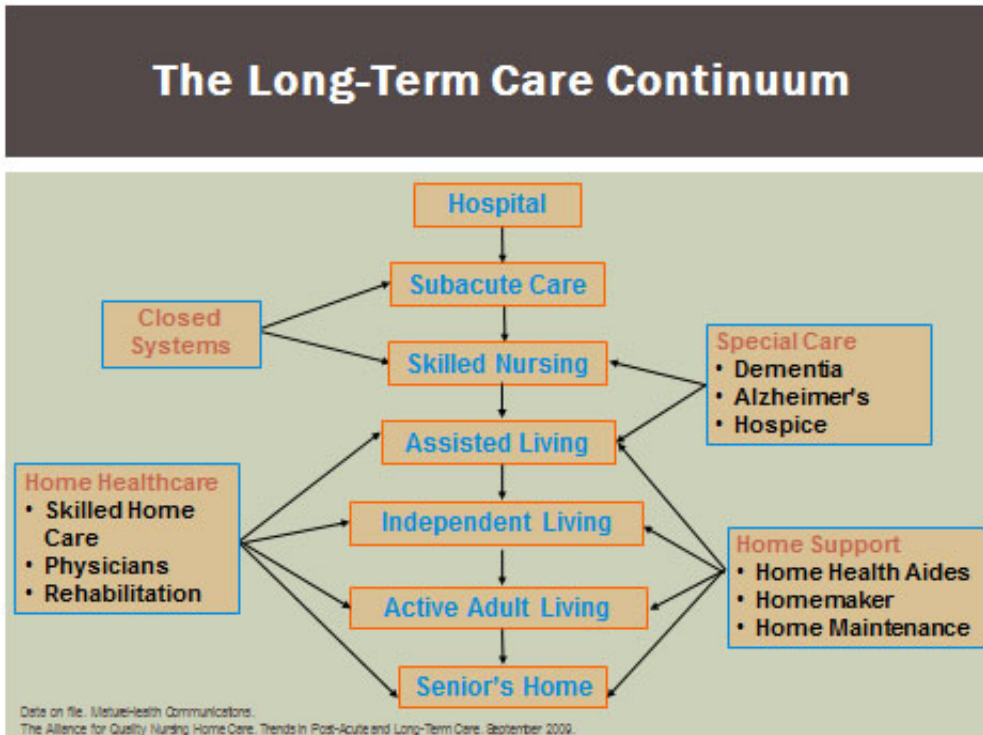 The Long-Term Care Continuum
Hospital
Subacute Care
Closed
Systems
Skilled Nursing
Special Care
• Dementia
• Alzheimer's
• Hospice
Assisted Living
Home Healthcare
• Skilled Home
Care
• Physicians
• Rehabilitation
Independent Living
Home Support
• Home Health Aides
• Homemaker
• Home Maintenance
Active Adult Living
Senior's Home
Data on file. MatureHealth Communications.
The Alliance for Quality Nursing Home Care. Trends in Post-Acute and Long-Term Care. September 2009.